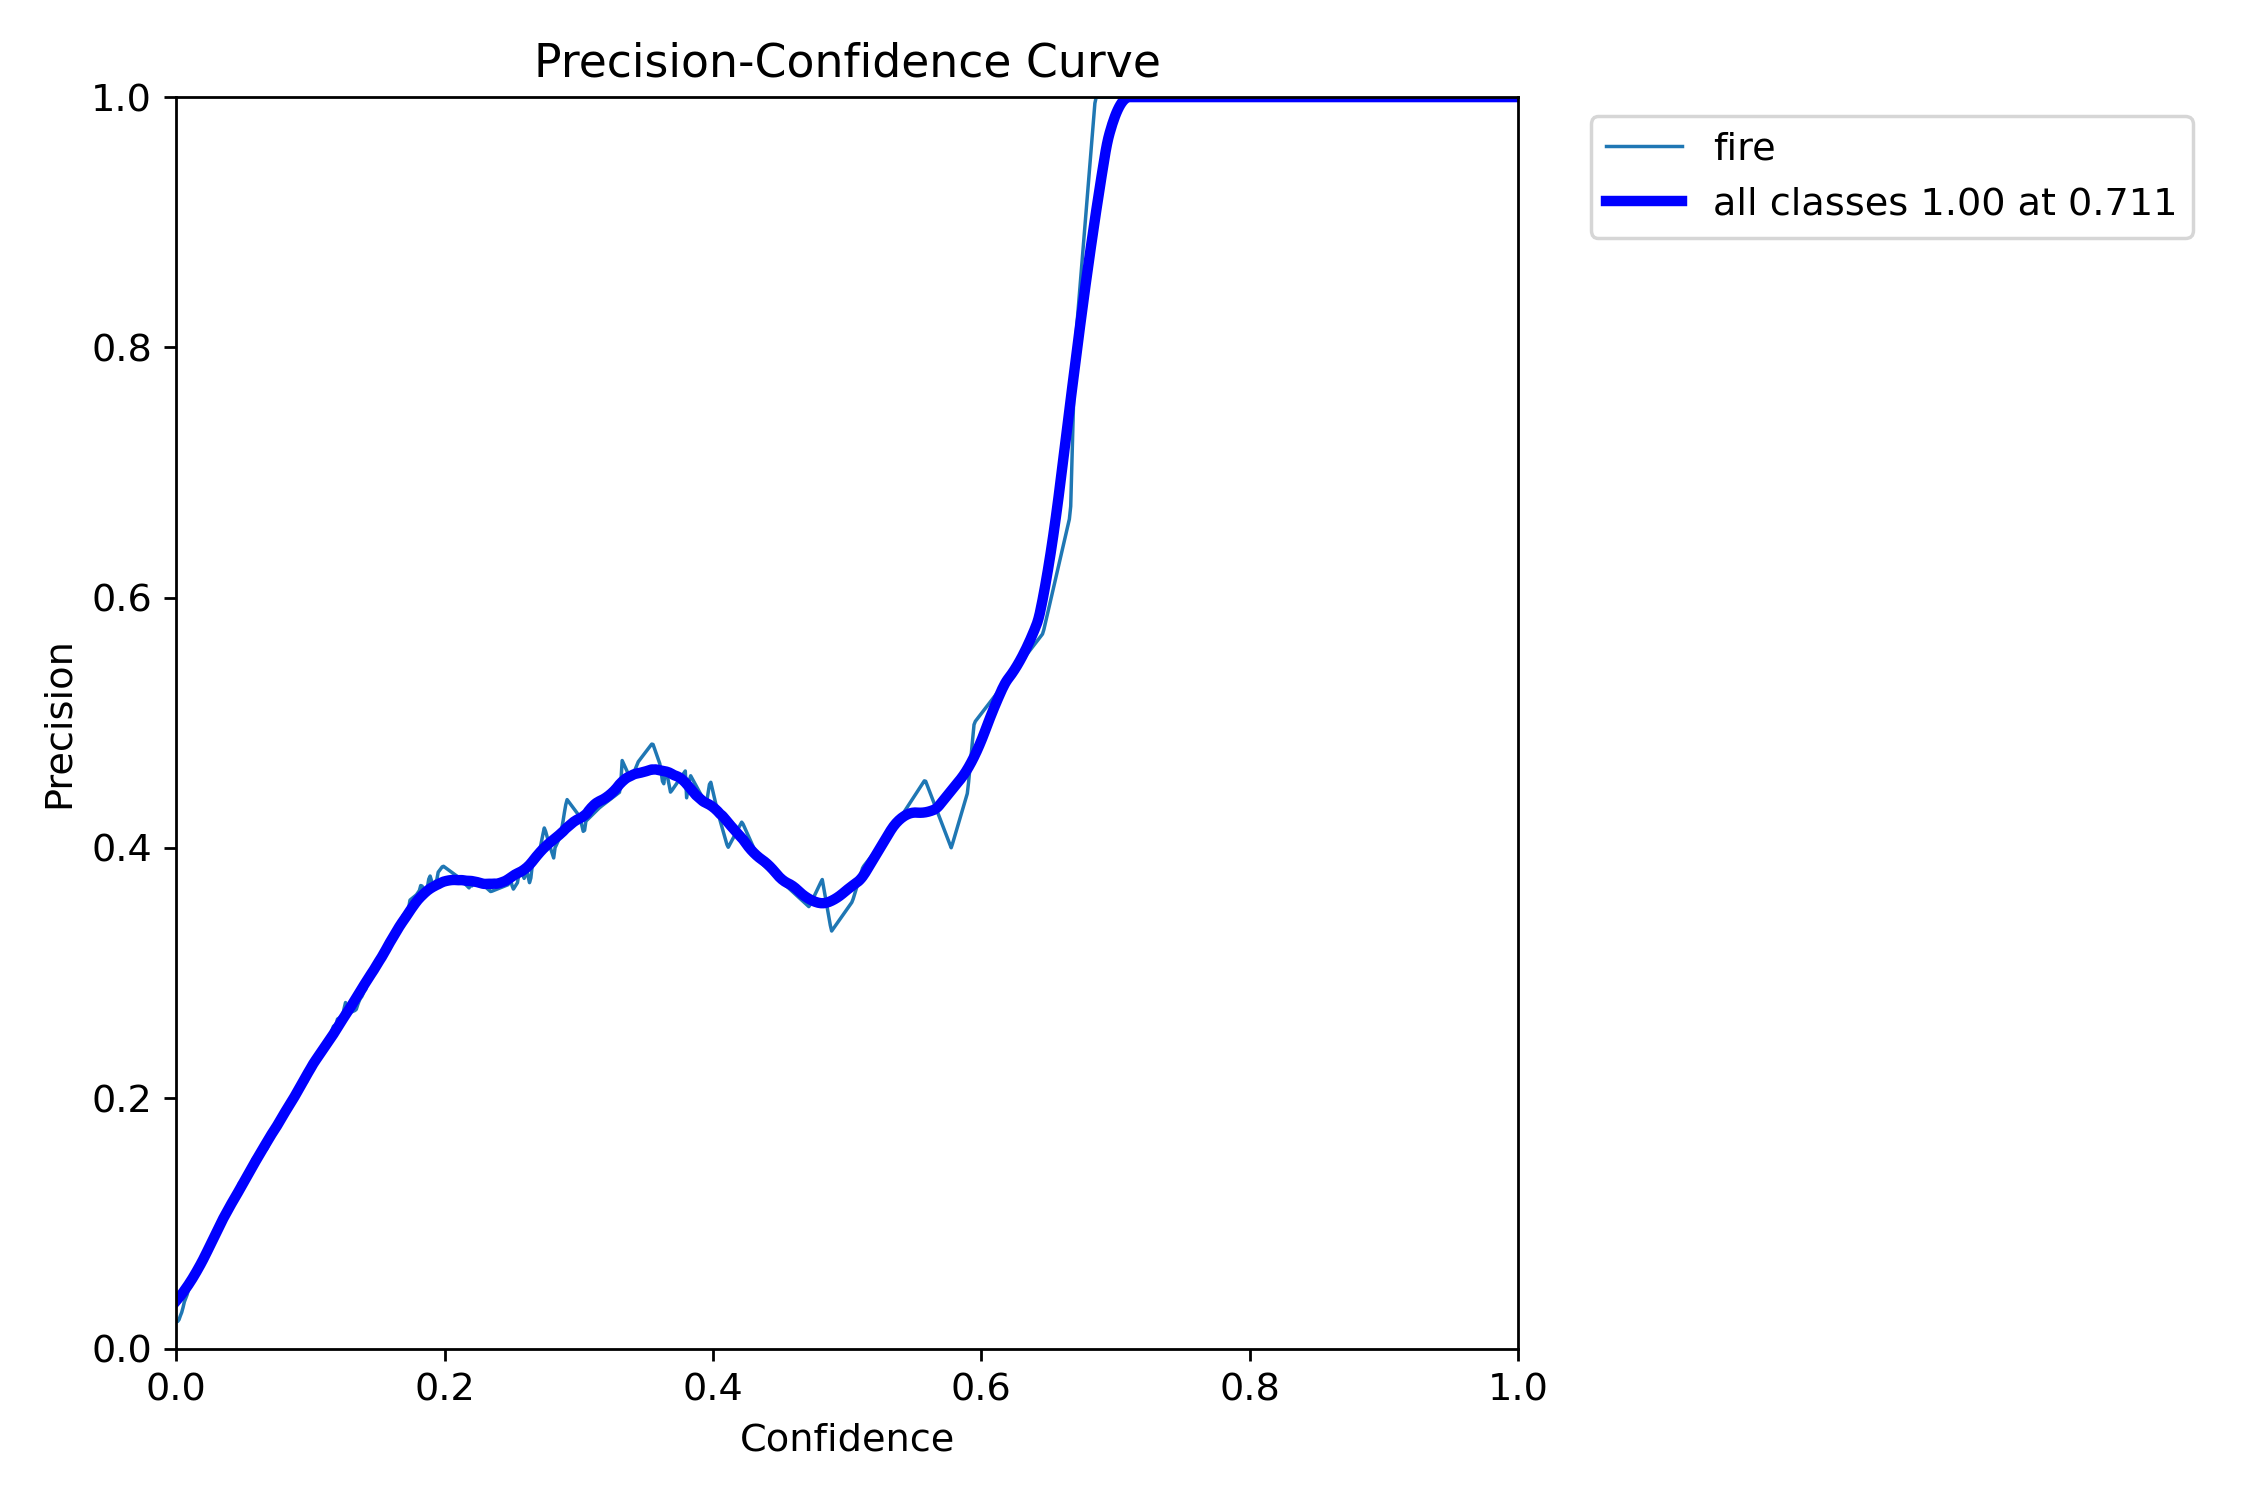 Precision-Confidence Curve
1.0
0.8
0.6
0.4
0.2
0.0
Precision
0.0 0.2 0.4 0.6 0.8 1.0
Confidence
fire
all classes 1.00 at 0.711